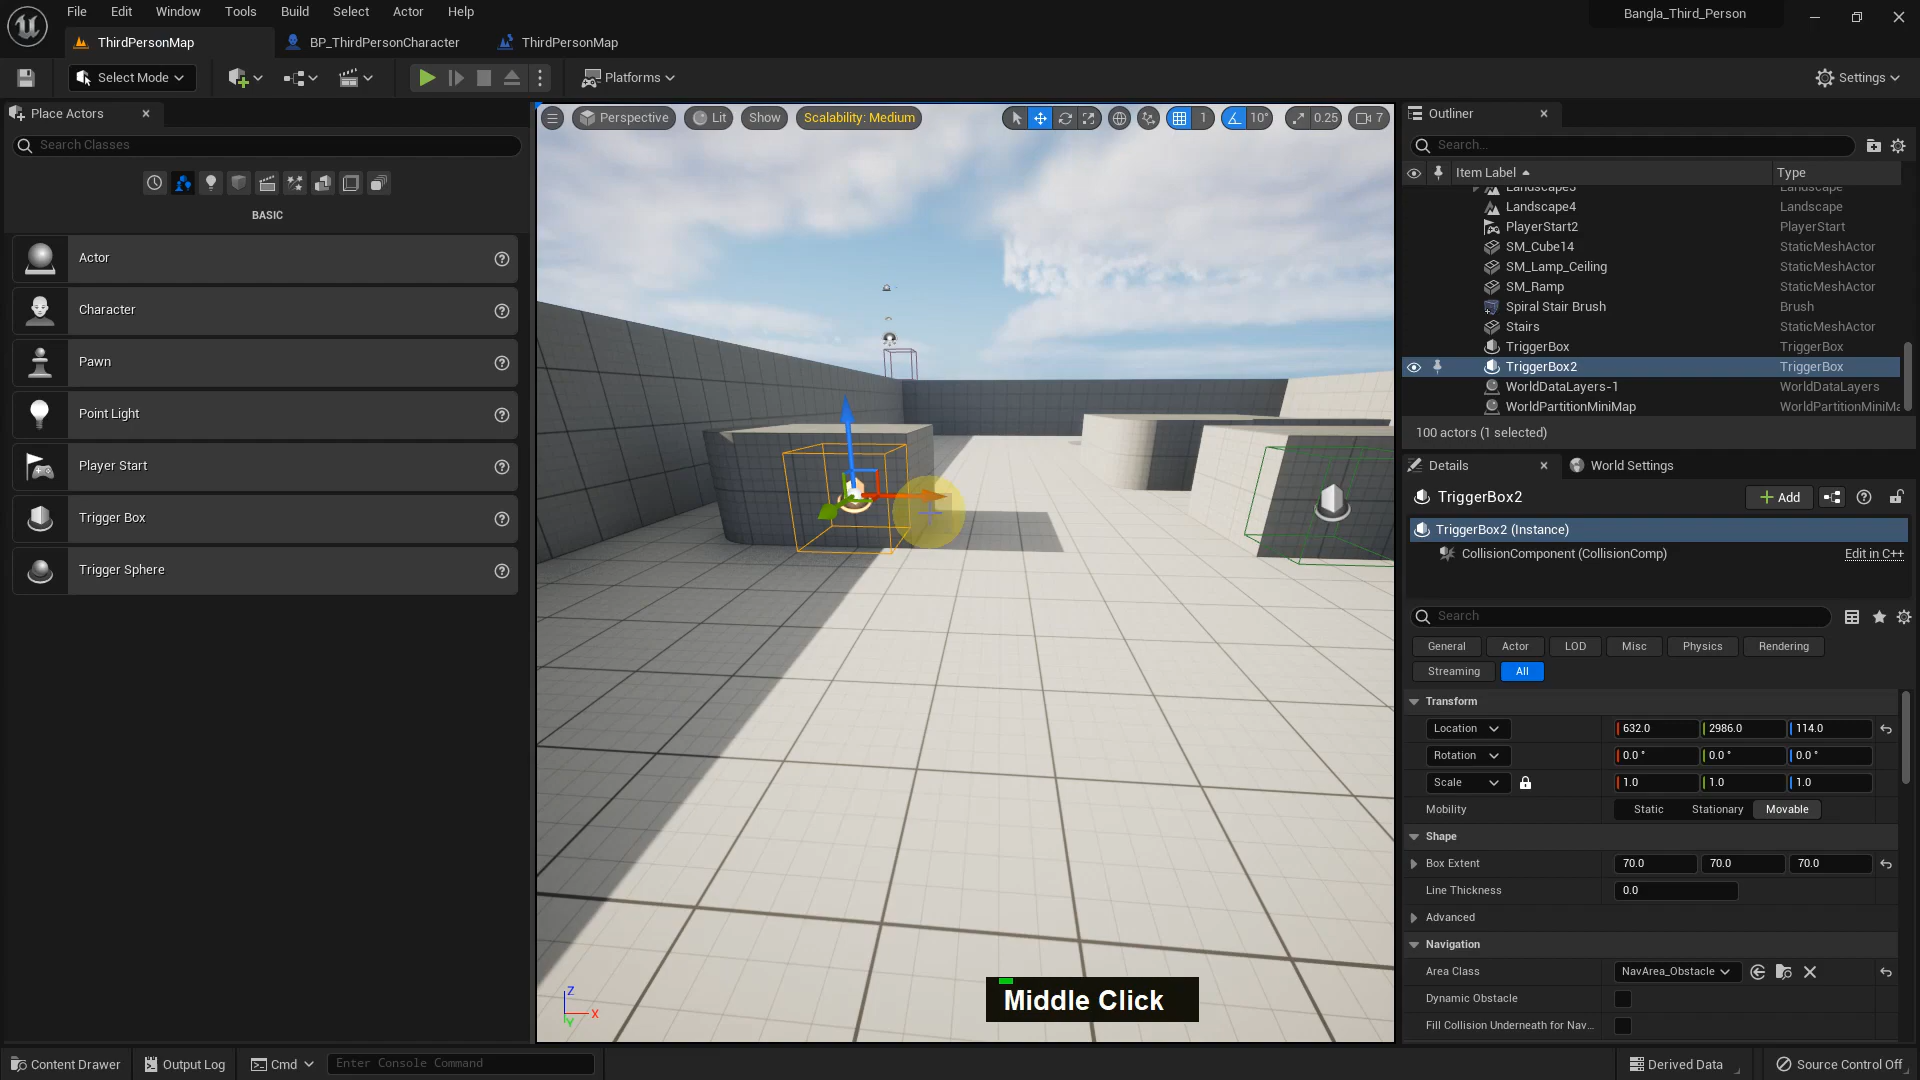 File Edit Window Tools Build Select Actor Help
Bangla_Third_Person
ThirdPersonMap
BP_ThirdPersonCharacter
ThirdPersonMap
Select Mode
Platforms
Settings
Place Actors
Search Classes
BASIC
Actor
Character
Pawn
Point Light
Player Start
Trigger Box
Trigger Sphere
Perspective
Lit
Show
Scalability: Medium
1
10°
0.25
7
Z
X
Y
Middle Click
Outliner
Search...
Item Label Type
Landscape3 Landscape
Landscape4 Landscape
PlayerStart2 PlayerStart
SM_Cube14 StaticMeshActor
SM_Lamp_Ceiling StaticMeshActor
SM_Ramp StaticMeshActor
Spiral Stair Brush Brush
Stairs StaticMeshActor
TriggerBox TriggerBox
TriggerBox2 TriggerBox
WorldDataLayers-1 WorldDataLayers
WorldPartitionMiniMap WorldPartitionMiniMa
100 actors (1 selected)
Details
World Settings
TriggerBox2
Add
TriggerBox2 (Instance)
CollisionComponent (CollisionComp) Edit in C++
Search
General Actor LOD Misc Physics Rendering
Streaming All
Transform
Location 632.0 2986.0 114.0
Rotation 0.0 ° 0.0 ° 0.0 °
Scale 1.0 1.0 1.0
Mobility Static Stationary Movable
Shape
Box Extent 70.0 70.0 70.0
Line Thickness 0.0
Advanced
Navigation
Area Class NavArea_Obstacle
Dynamic Obstacle
Fill Collision Underneath for Nav...
Content Drawer
Output Log
Cmd
Enter Console Command
Derived Data
Source Control Off